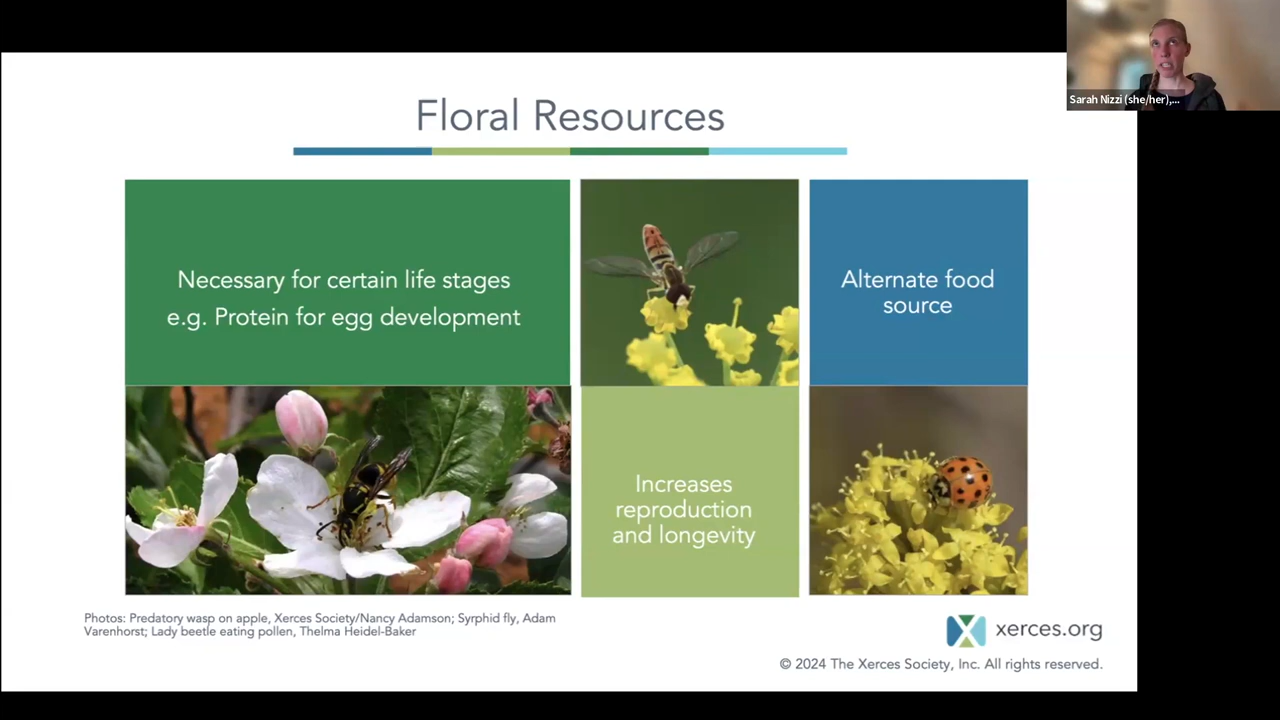 Sarah Nizzi (she/her),...
Floral Resources
Necessary for certain life stages
e.g. Protein for egg development
Alternate food
source
Increases
reproduction
and longevity
Photos: Predatory wasp on apple, Xerces Society/Nancy Adamson; Syrphid fly, Adam
Varenhorst; Lady beetle eating pollen, Thelma Heidel-Baker
xerces.org
© 2024 The Xerces Society, Inc. All rights reserved.